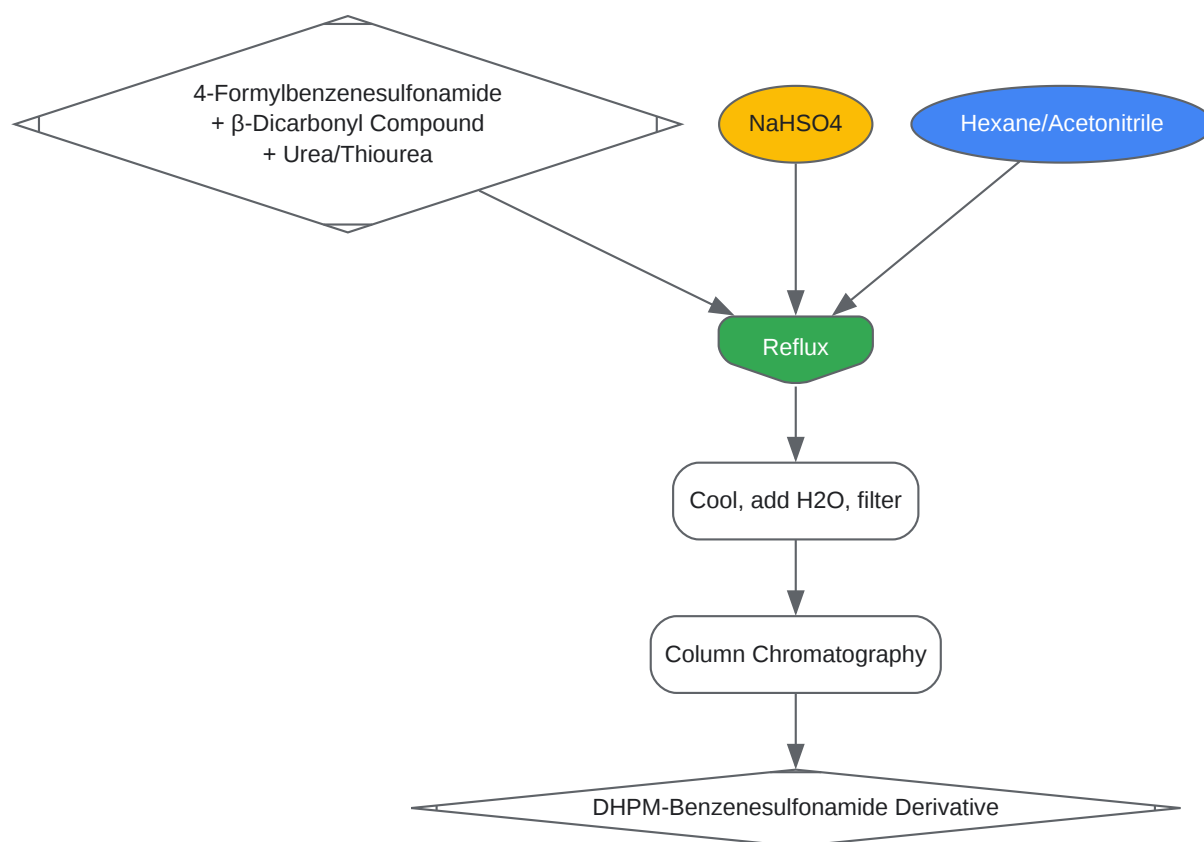 4-Formylbenzenesulfonamide
+ β-Dicarbonyl Compound
+ Urea/Thiourea
NaHSO4
Hexane/Acetonitrile
Reflux
Cool, add H2O, filter
Column Chromatography
DHPM-Benzenesulfonamide Derivative